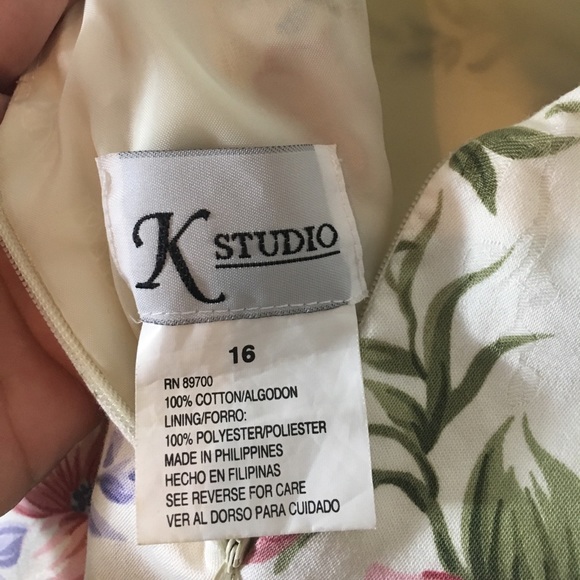 K STUDIO
16
RN 89700
100% COTTON/ALGODON
LINING/FORRO:
100% POLYESTER/POLIESTER
MADE IN PHILIPPINES
HECHO EN FILIPINAS
SEE REVERSE FOR CARE
VER AL DORSO PARA CUIDADO